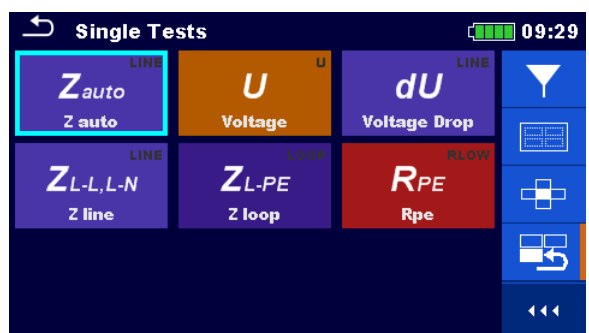 Single Tests
09:29
LINE
Zauto
Z auto
U
U
Voltage
LINE
dU
Voltage Drop
LINE
ZL-L,L-N
Z line
LOOP
ZL-PE
Z loop
RLOW
RPE
Rpe